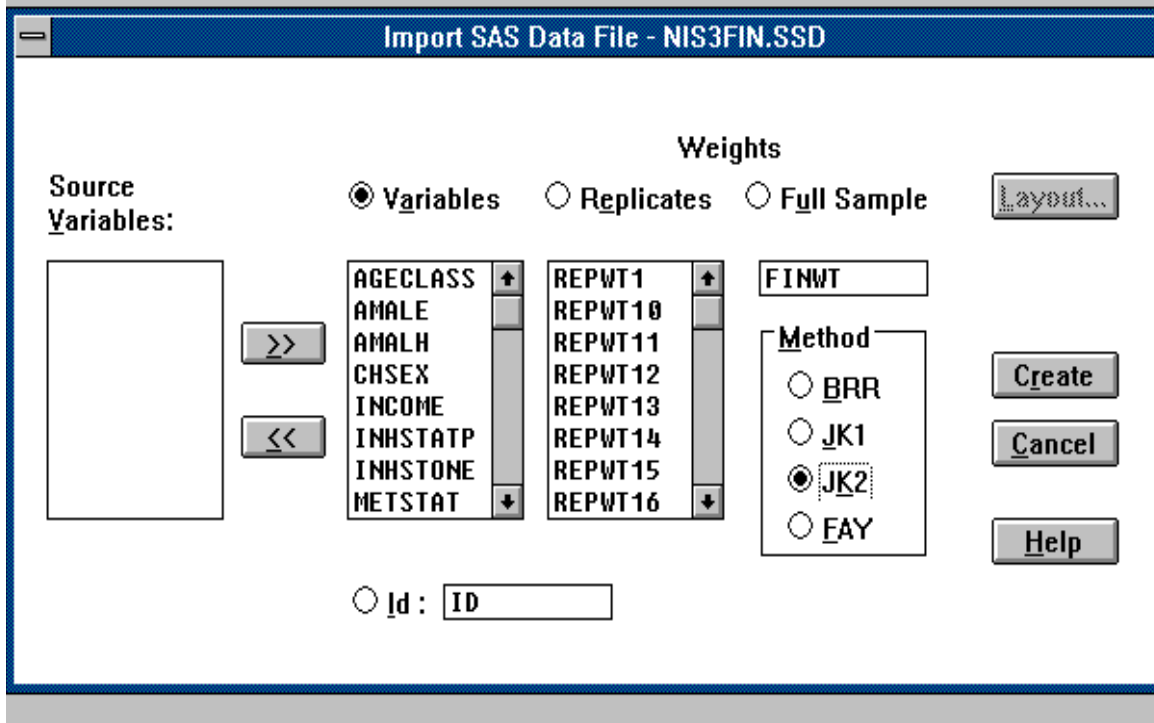 Import SAS Data File - NIS3FIN.SSD
Weights
Source
Variables:
Variables
Replicates
Full Sample
Layout...
AGECLASS
AMALE
AMALH
CHSEX
INCOME
INHSTATP
INHSTONE
METSTAT
REPWT1
REPWT10
REPWT11
REPWT12
REPWT13
REPWT14
REPWT15
REPWT16
>>
<<
FINWT
Method
BRR
JK1
JK2
FAY
Create
Cancel
Help
Id : ID